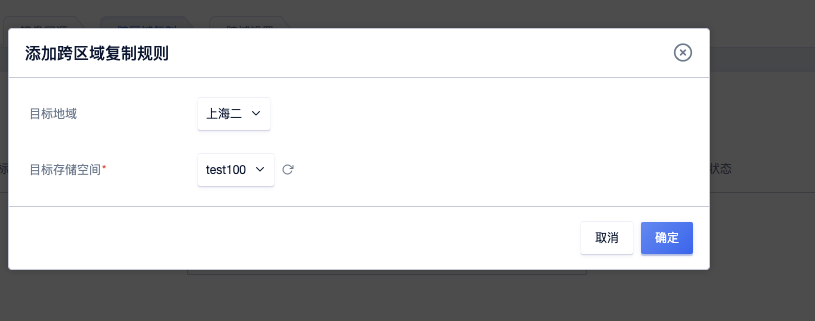 添加跨区域复制规则
目标地域
上海二
目标存储空间*
test100
状态
取消
确定